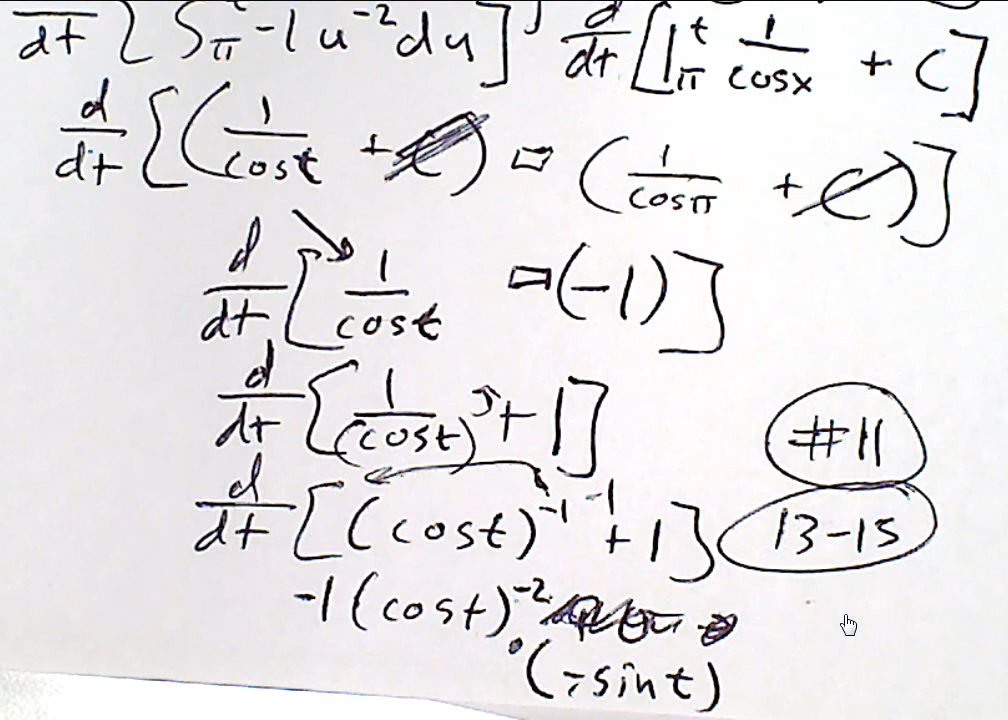 d/dt [∫π^t -1u^-2 du] d/dt [|π^t 1/cosx + C]
d/dt [(1/cost + C) - (1/cosπ + C)]
d/dt [1/cost - (-1)]
d/dt [1/(cost) + 1]
#11
d/dt [(cost)^-1 -1 + 1]
13-15
-1(cost)^-2
·(-sint)